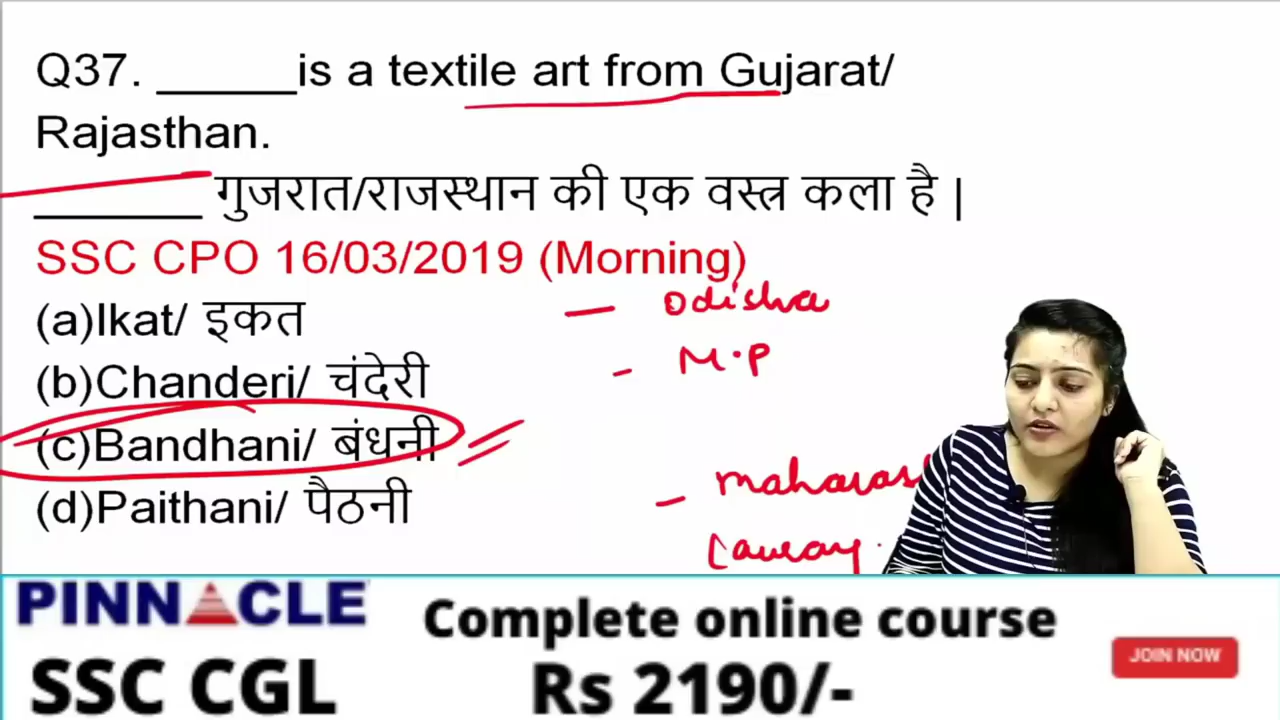 Q37. ______is a textile art from Gujarat/
Rajasthan.
_______ गुजरात/राजस्थान की एक वस्त्र कला है |
SSC CPO 16/03/2019 (Morning)
(a)Ikat/ इकत
Odisha
(b)Chanderi/ चंदेरी
M.P
(c)Bandhani/ बंधनी
(d)Paithani/ पैठनी
PINNACLE
SSC CGL
Complete online course
Rs 2190/-
JOIN NOW